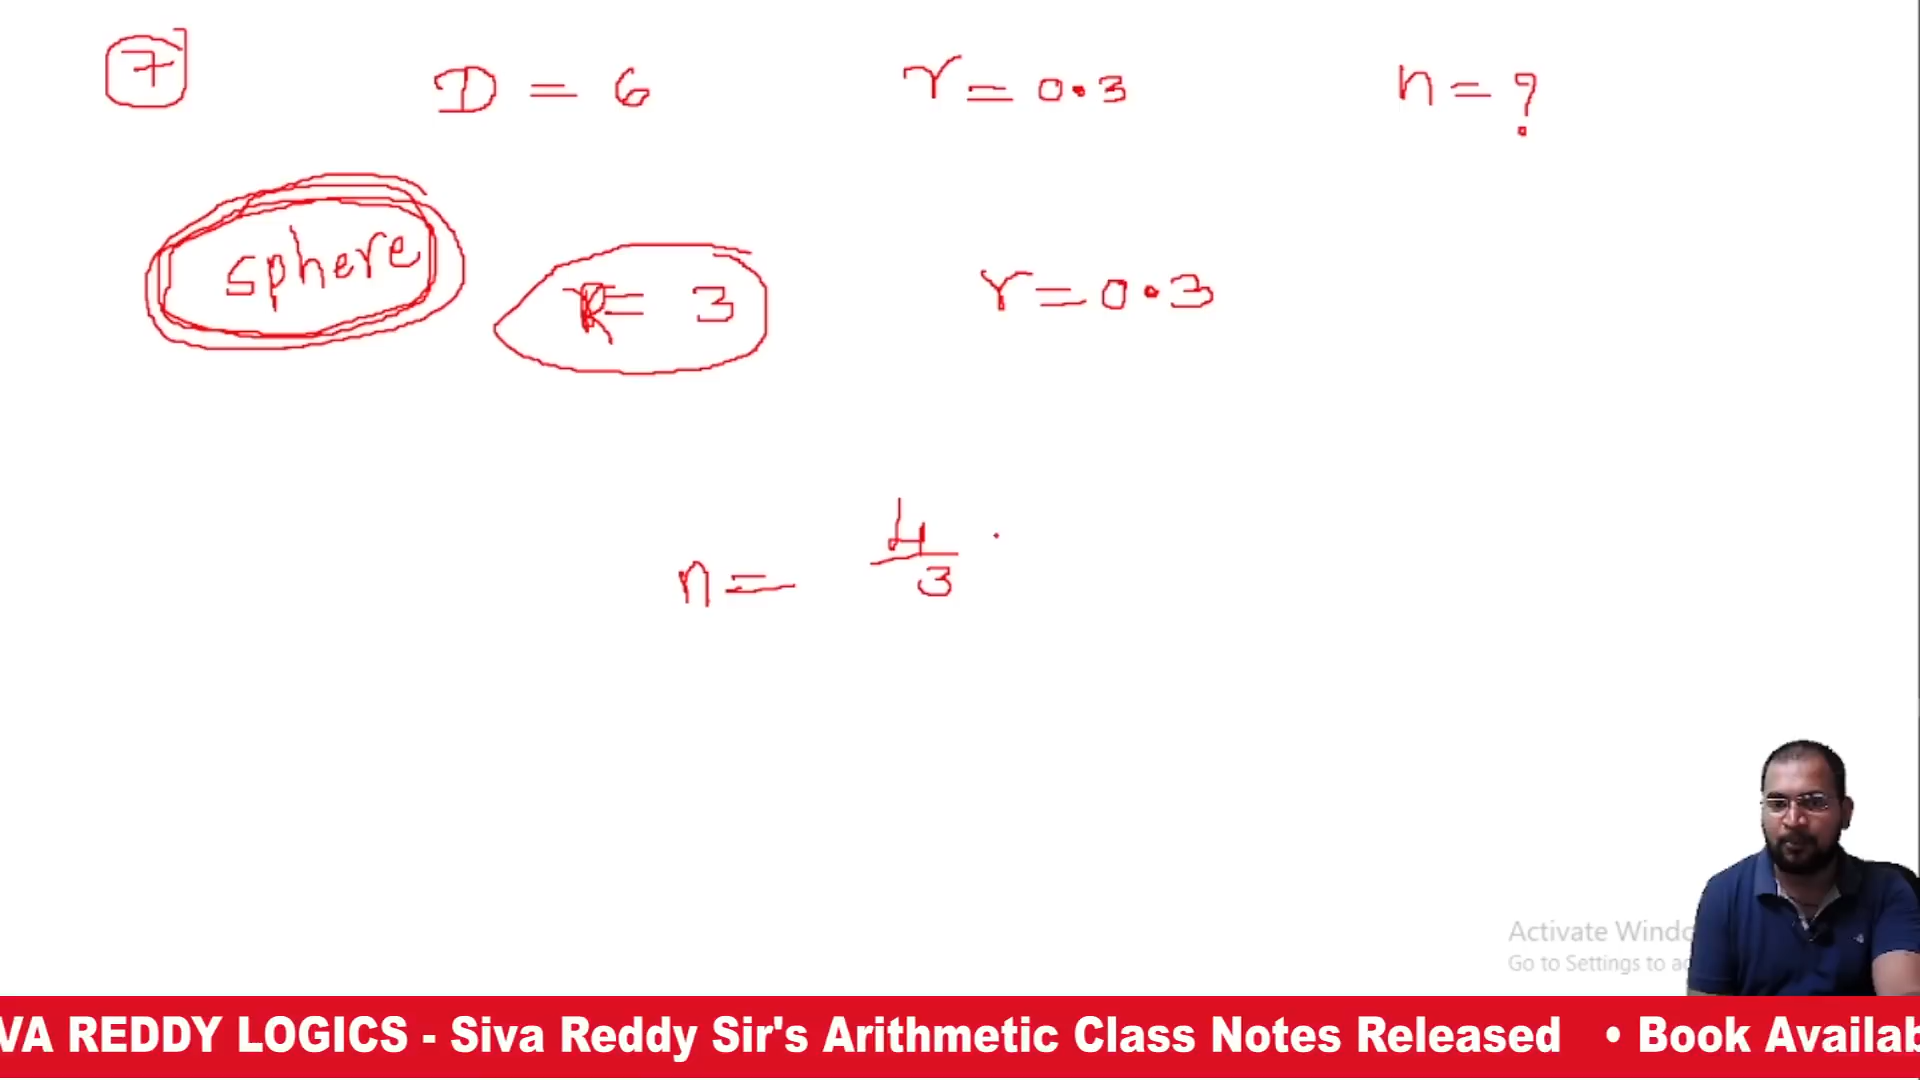 7
D = 6 r = 0.3 n = ?
sphere R = 3 r = 0.3
n = 4/3
Activate Windo
Go to Settings to a
VA REDDY LOGICS - Siva Reddy Sir's Arithmetic Class Notes Released • Book Availab